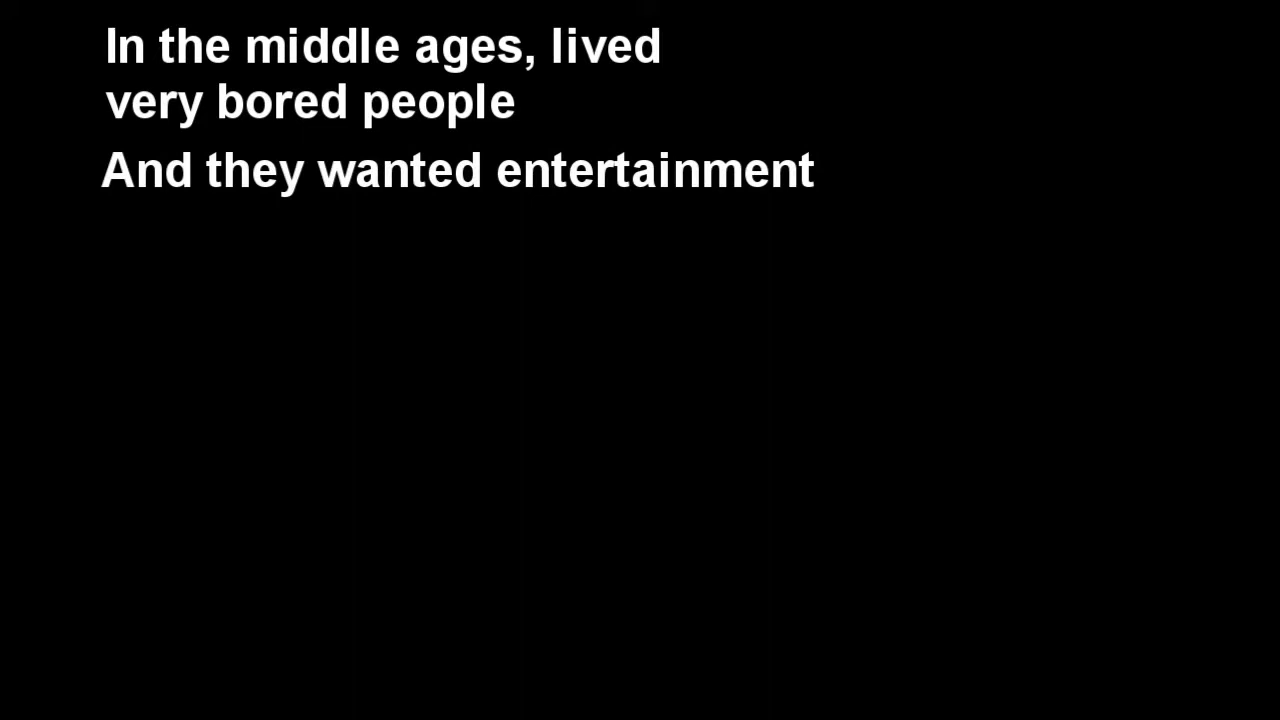 In the middle ages, lived
very bored people
And they wanted entertainment